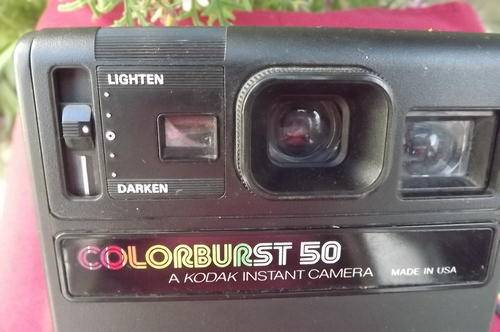 LIGHTEN
DARKEN
COLORBURST 50
A KODAK INSTANT CAMERA
MADE IN USA